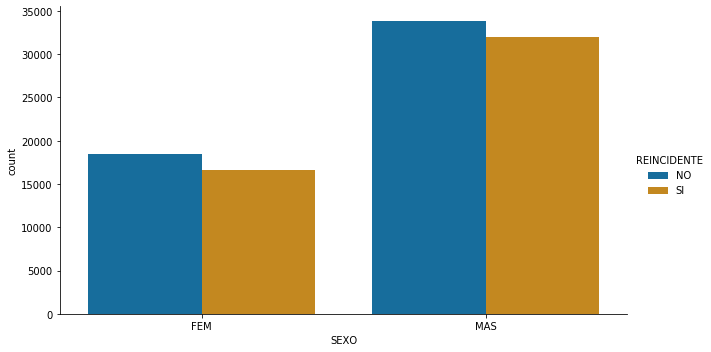 35000
30000
25000
20000
15000
10000
5000
0
count
FEM
MAS
SEXO
REINCIDENTE
NO
SI